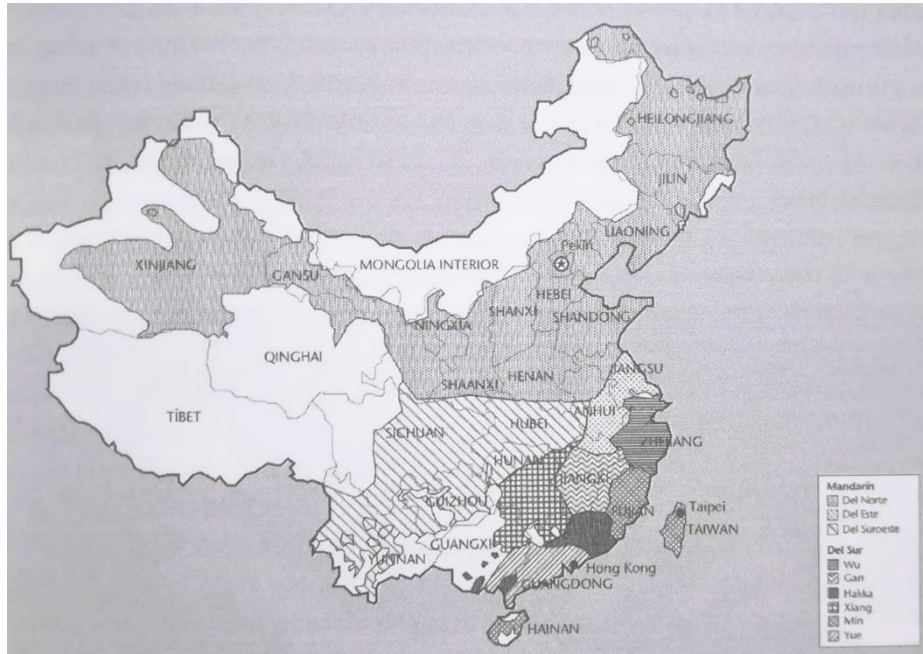 HEILONGJIANG
JILIN
LIAONING
Pekín
XINJIANG
GANSU
MONGOLIA INTERIOR
HEBEI
SHANXI
SHANDONG
NINGXIA
QINGHAI
SHAANXI
HENAN
JIANGSU
TÍBET
ANHUI
SICHUAN
HUBEI
ZHEJIANG
HUNAN
JIANGXI
GUIZHOU
FUJIAN
Taipei
TAIWAN
GUANGXI
YUNNAN
Hong Kong
GUANGDONG
HAINAN
Mandarín
Del Norte
Del Este
Del Suroeste
Del Sur
Wu
Gan
Hakka
Xiang
Min
Yue